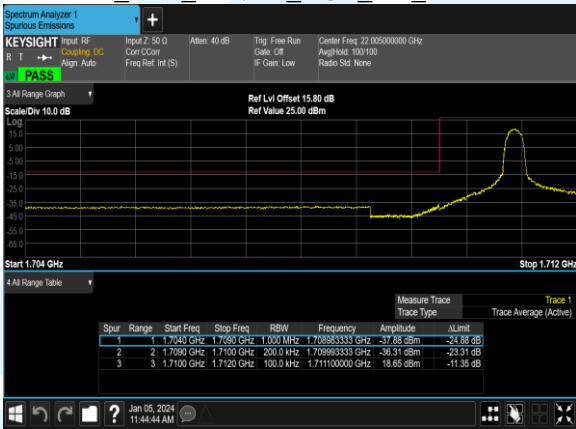 Spectrum Analyzer 1
Spurious Emissions
+
KEYSIGHT Input: RF Input Z: 50 Ω Atten: 40 dB Trig: Free Run Center Freq: 22.005000000 GHz
R T Coupling: DC Corr CCorr Gate: Off Avg|Hold: 100/100
Align: Auto Freq Ref: Int (S) IF Gain: Low Radio Std: None
PASS
3 All Range Graph
Ref Lvl Offset 15.80 dB
Scale/Div 10.0 dB Ref Value 25.00 dBm
Log
15.0
5.00
-5.00
-15.0
-25.0
-35.0
-45.0
-55.0
-65.0
Start 1.704 GHz Stop 1.712 GHz
4 All Range Table
Measure Trace Trace 1
Trace Type Trace Average (Active)
Spur Range Start Freq Stop Freq RBW Frequency Amplitude ΔLimit
1 1 1.7040 GHz 1.7090 GHz 1.000 MHz 1.708983333 GHz -37.88 dBm -24.88 dB
2 2 1.7090 GHz 1.7100 GHz 200.0 kHz 1.709993333 GHz -36.31 dBm -23.31 dB
3 3 1.7100 GHz 1.7120 GHz 100.0 kHz 1.711100000 GHz 18.65 dBm -11.35 dB
? Jan 05, 2024
11:44:44 AM